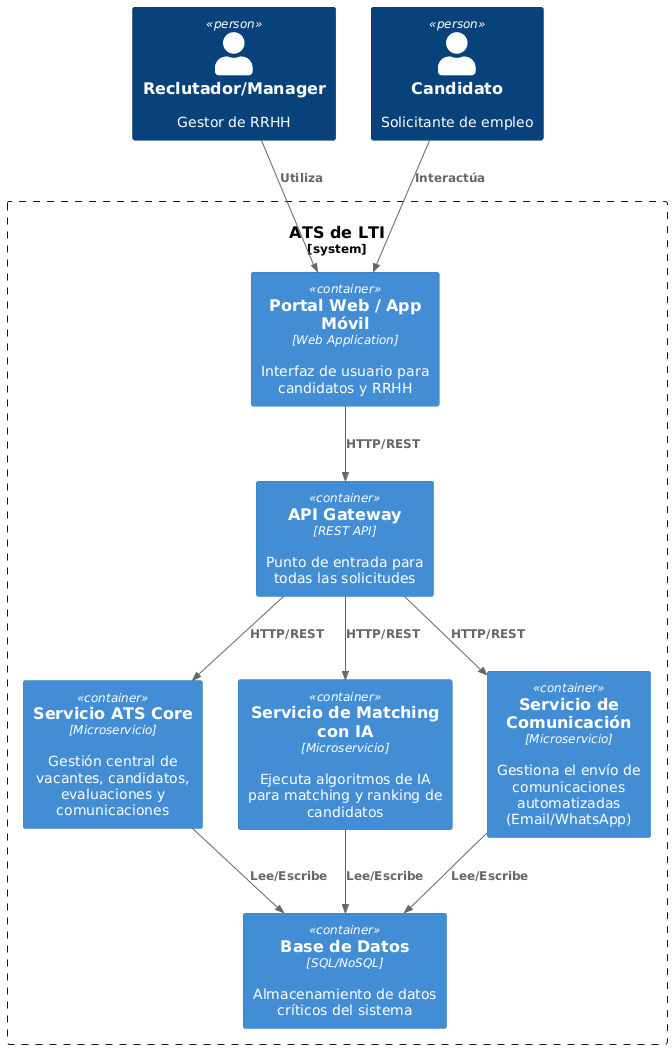 «person»
Reclutador/Manager
Gestor de RRHH
«person»
Candidato
Solicitante de empleo
Utiliza
Interactúa
ATS de LTI
[system]
«container»
Portal Web / App
Móvil
[Web Application]
Interfaz de usuario para
candidatos y RRHH
HTTP/REST
«container»
API Gateway
[REST API]
Punto de entrada para
todas las solicitudes
HTTP/REST
HTTP/REST
HTTP/REST
«container»
Servicio ATS Core
[Microservicio]
Gestión central de
vacantes, candidatos,
evaluaciones y
comunicaciones
«container»
Servicio de Matching
con IA
[Microservicio]
Ejecuta algoritmos de IA
para matching y ranking de
candidatos
«container»
Servicio de
Comunicación
[Microservicio]
Gestiona el envío de
comunicaciones
automatizadas
(Email/WhatsApp)
Lee/Escribe
Lee/Escribe
Lee/Escribe
«container»
Base de Datos
[SQL/NoSQL]
Almacenamiento de datos
críticos del sistema